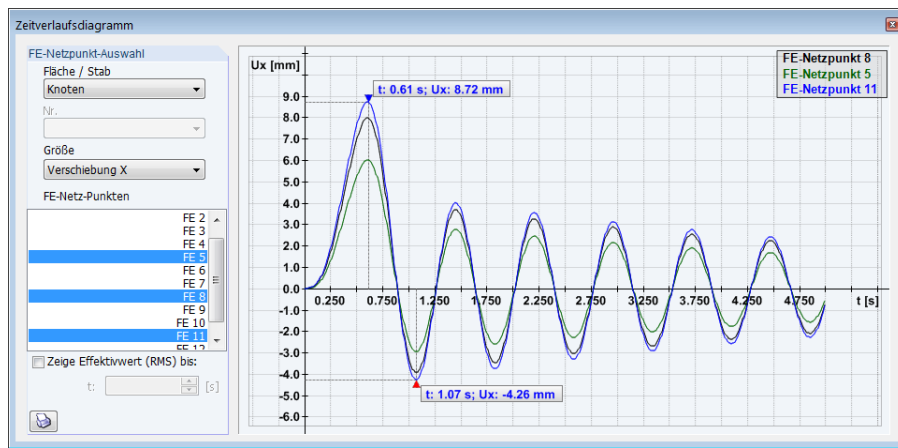 Zeitverlaufsdiagramm
FE-Netzpunkt-Auswahl
Fläche / Stab
Knoten
Nr.
Größe
Verschiebung X
FE-Netz-Punkten
FE 2
FE 3
FE 4
FE 5
FE 6
FE 7
FE 8
FE 9
FE 10
FE 11
FE 12
Zeige Effektivwert (RMS) bis:
t: [s]
Ux [mm]
FE-Netzpunkt 8
FE-Netzpunkt 5
FE-Netzpunkt 11
t: 0.61 s; Ux: 8.72 mm
9.0
8.0
7.0
6.0
5.0
4.0
3.0
2.0
1.0
0.0
0.250 0.750 1.250 1.750 2.250 2.750 3.250 3.750 4.250 4.750 t [s]
-1.0
-2.0
-3.0
-4.0
-5.0
-6.0
t: 1.07 s; Ux: -4.26 mm